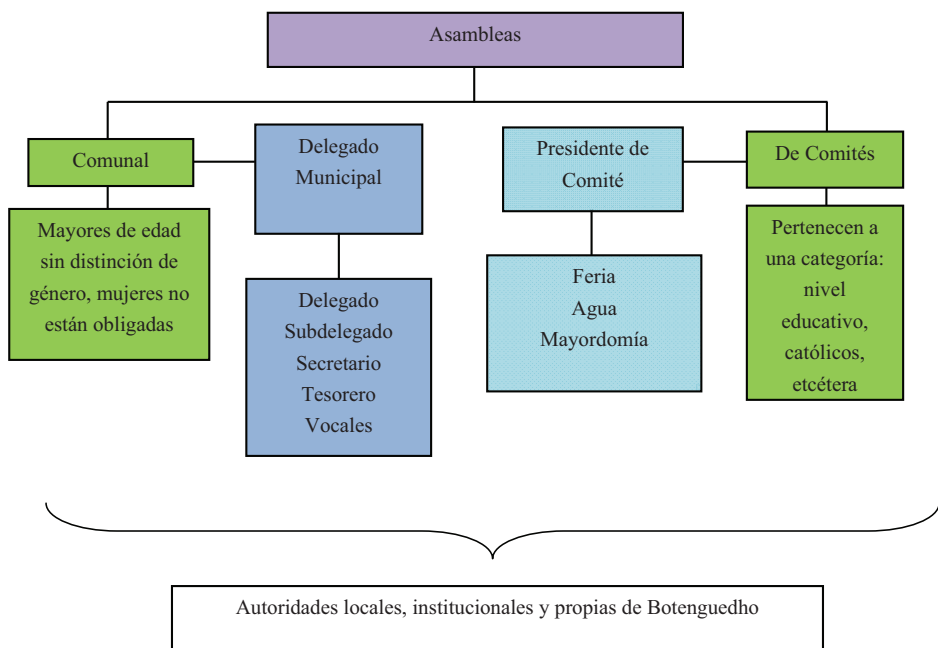 Asambleas
Comunal
Delegado
Municipal
Presidente de
Comité
De Comités
Mayores de edad
sin distinción de
género, mujeres no
están obligadas
Delegado
Subdelegado
Secretario
Tesorero
Vocales
Feria
Agua
Mayordomía
Pertenecen a
una categoría:
nivel
educativo,
católicos,
etcétera
Autoridades locales, institucionales y propias de Botenguedho